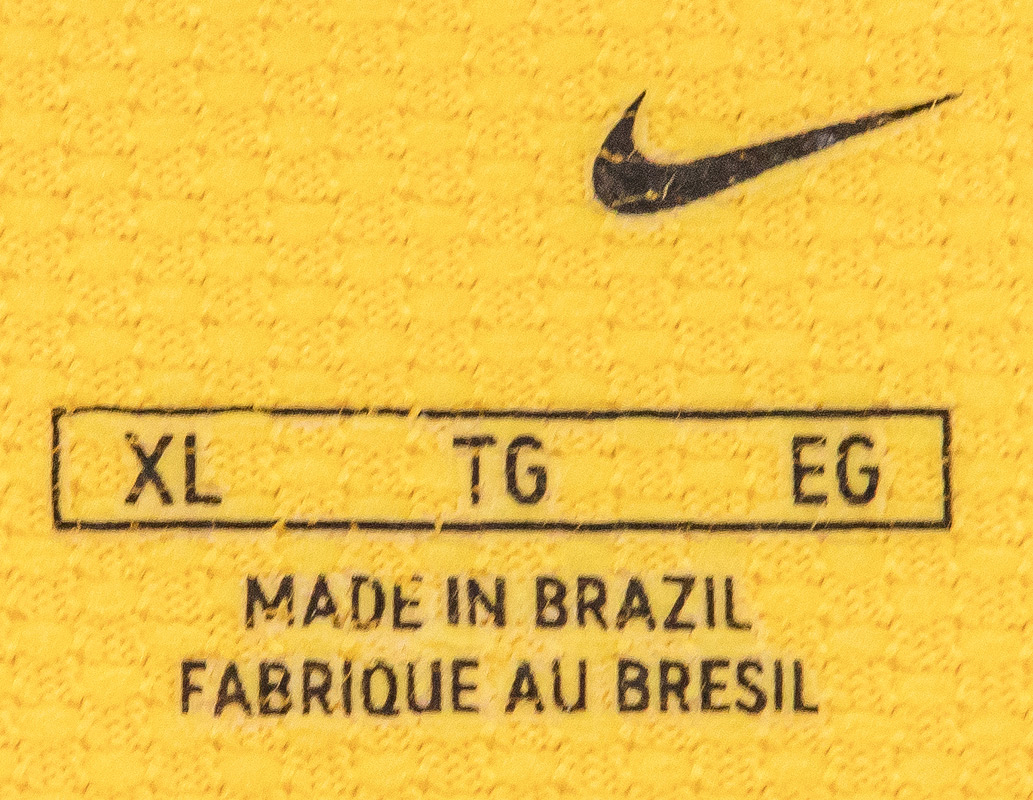 XL TG EG
MADE IN BRAZIL
FABRIQUE AU BRESIL